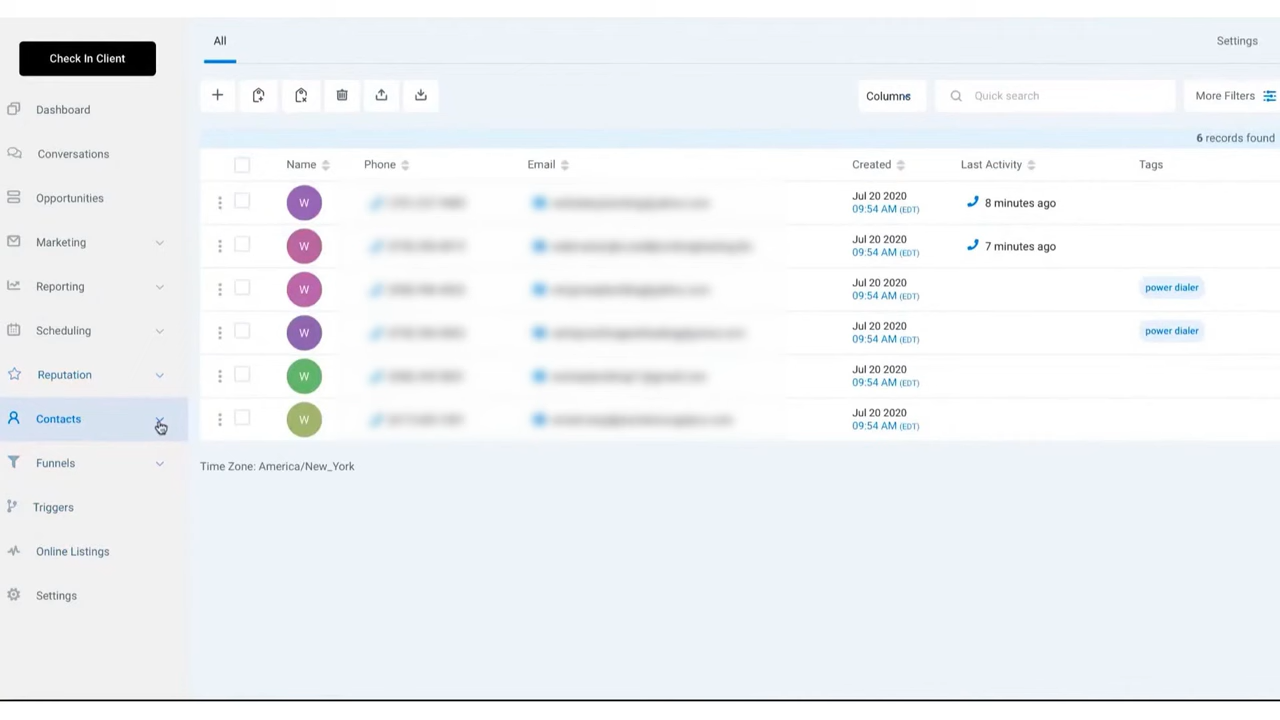 Check In Client
Dashboard
Conversations
Opportunities
Marketing
Reporting
Scheduling
Reputation
Contacts
Funnels
Triggers
Online Listings
Settings
All
Settings
Columns
Quick search
More Filters
6 records found
Name
Phone
Email
Created
Last Activity
Tags
W
Jul 20 2020
09:54 AM (EDT)
8 minutes ago
W
Jul 20 2020
09:54 AM (EDT)
7 minutes ago
W
Jul 20 2020
09:54 AM (EDT)
power dialer
W
Jul 20 2020
09:54 AM (EDT)
power dialer
W
Jul 20 2020
09:54 AM (EDT)
W
Jul 20 2020
09:54 AM (EDT)
Time Zone: America/New_York